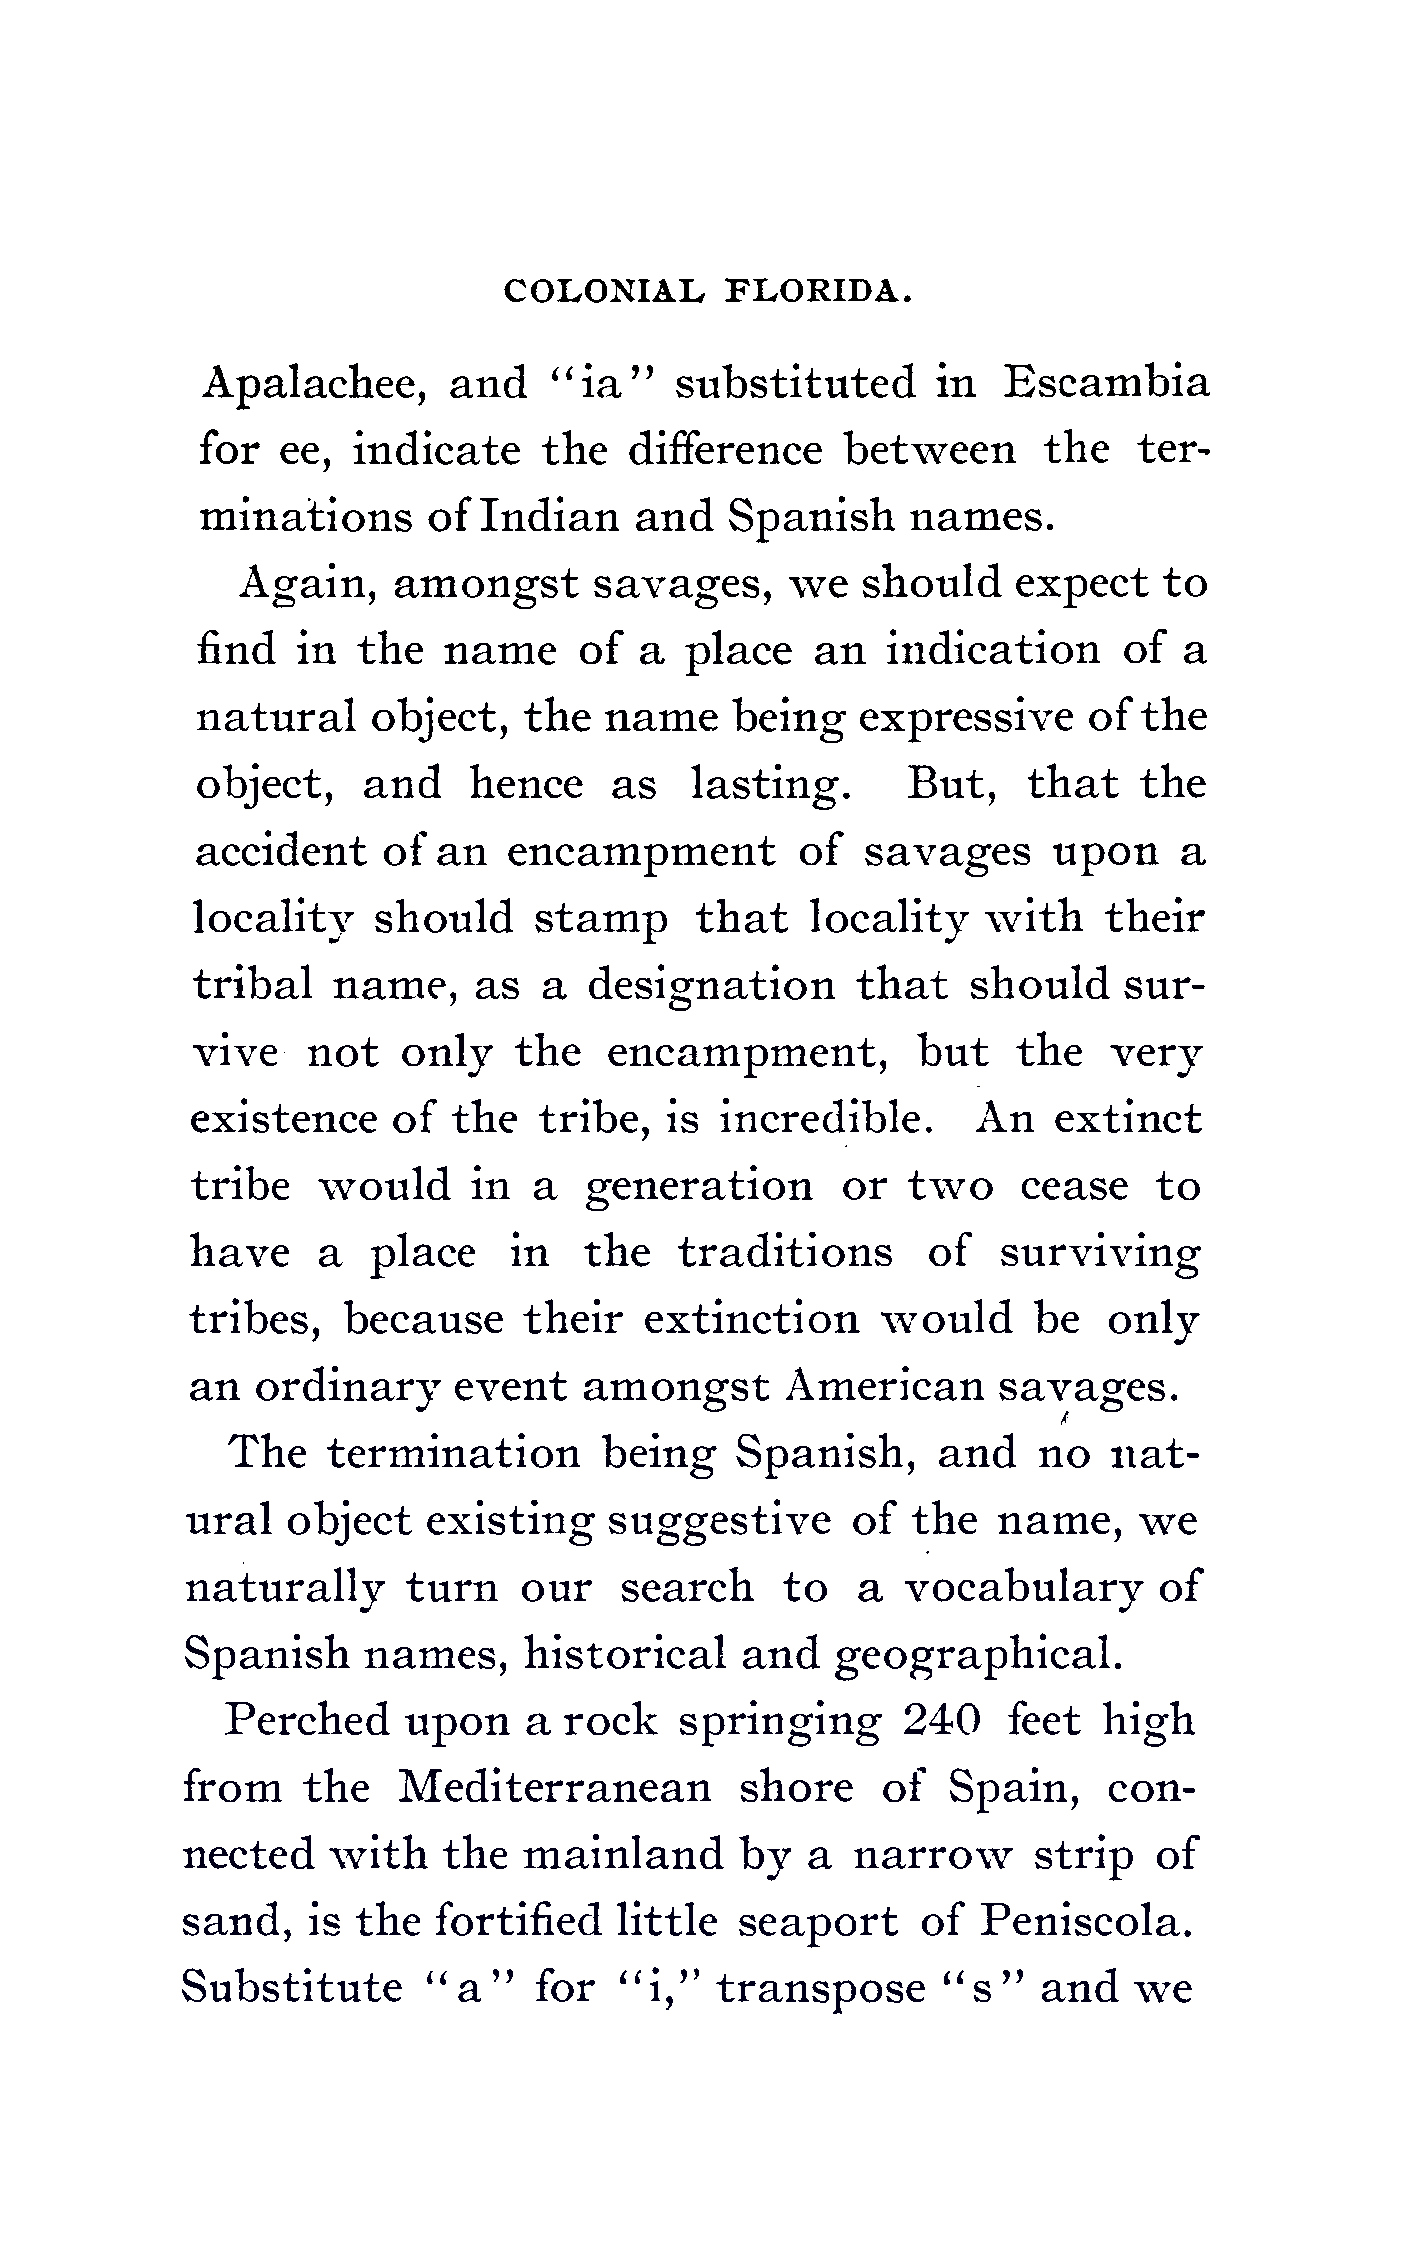 COLONIAL FLORIDA.
Apalachee, and “ia” substituted in Escambia
for ee, indicate the difference between the ter-
minations of Indian and Spanish names.
Again, amongst savages, we should expect to
find in the name of a place an indication of a
natural object, the name being expressive of the
object, and hence as lasting. But, that the
accident of an encampment of savages upon a
locality should stamp that locality with their
tribal name, as a designation that should sur-
vive not only the encampment, but the very
existence of the tribe, is incredible. An extinct
tribe would in a generation or two cease to
have a place in the traditions of surviving
tribes, because their extinction would be only
an ordinary event amongst American savages.
The termination being Spanish, and no nat-
ural object existing suggestive of the name, we
naturally turn our search to a vocabulary of
Spanish names, historical and geographical.
Perched upon a rock springing 240 feet high
from the Mediterranean shore of Spain, con-
nected with the mainland by a narrow strip of
sand, is the fortified little seaport of Peniscola.
Substitute “a” for “i,” transpose “s” and we